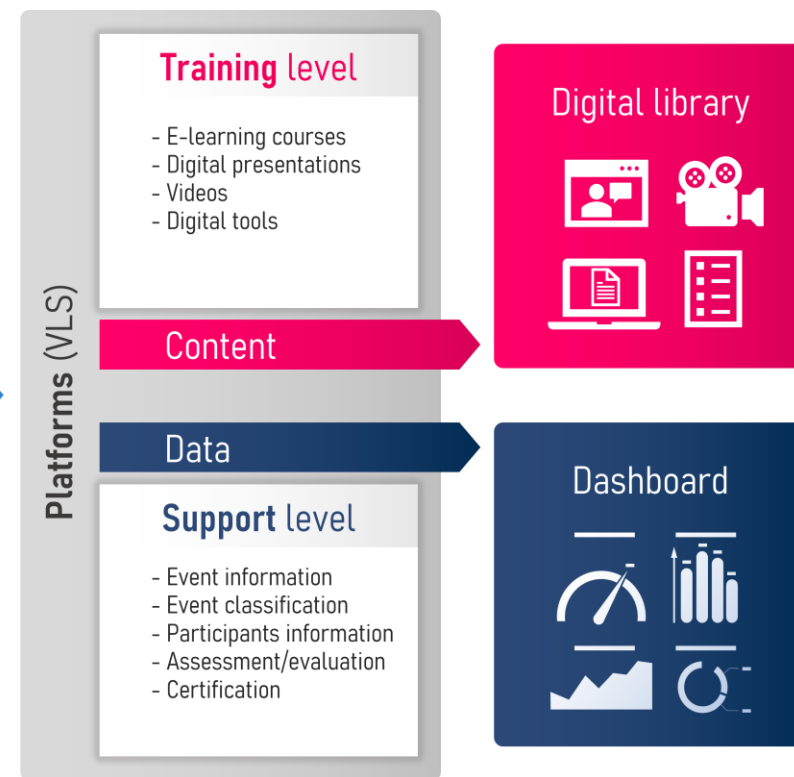 Platforms (VLS)
Training level
- E-learning courses
- Digital presentations
- Videos
- Digital tools
Content
Data
Support level
- Event information
- Event classification
- Participants information
- Assessment/evaluation
- Certification
Digital library
Dashboard